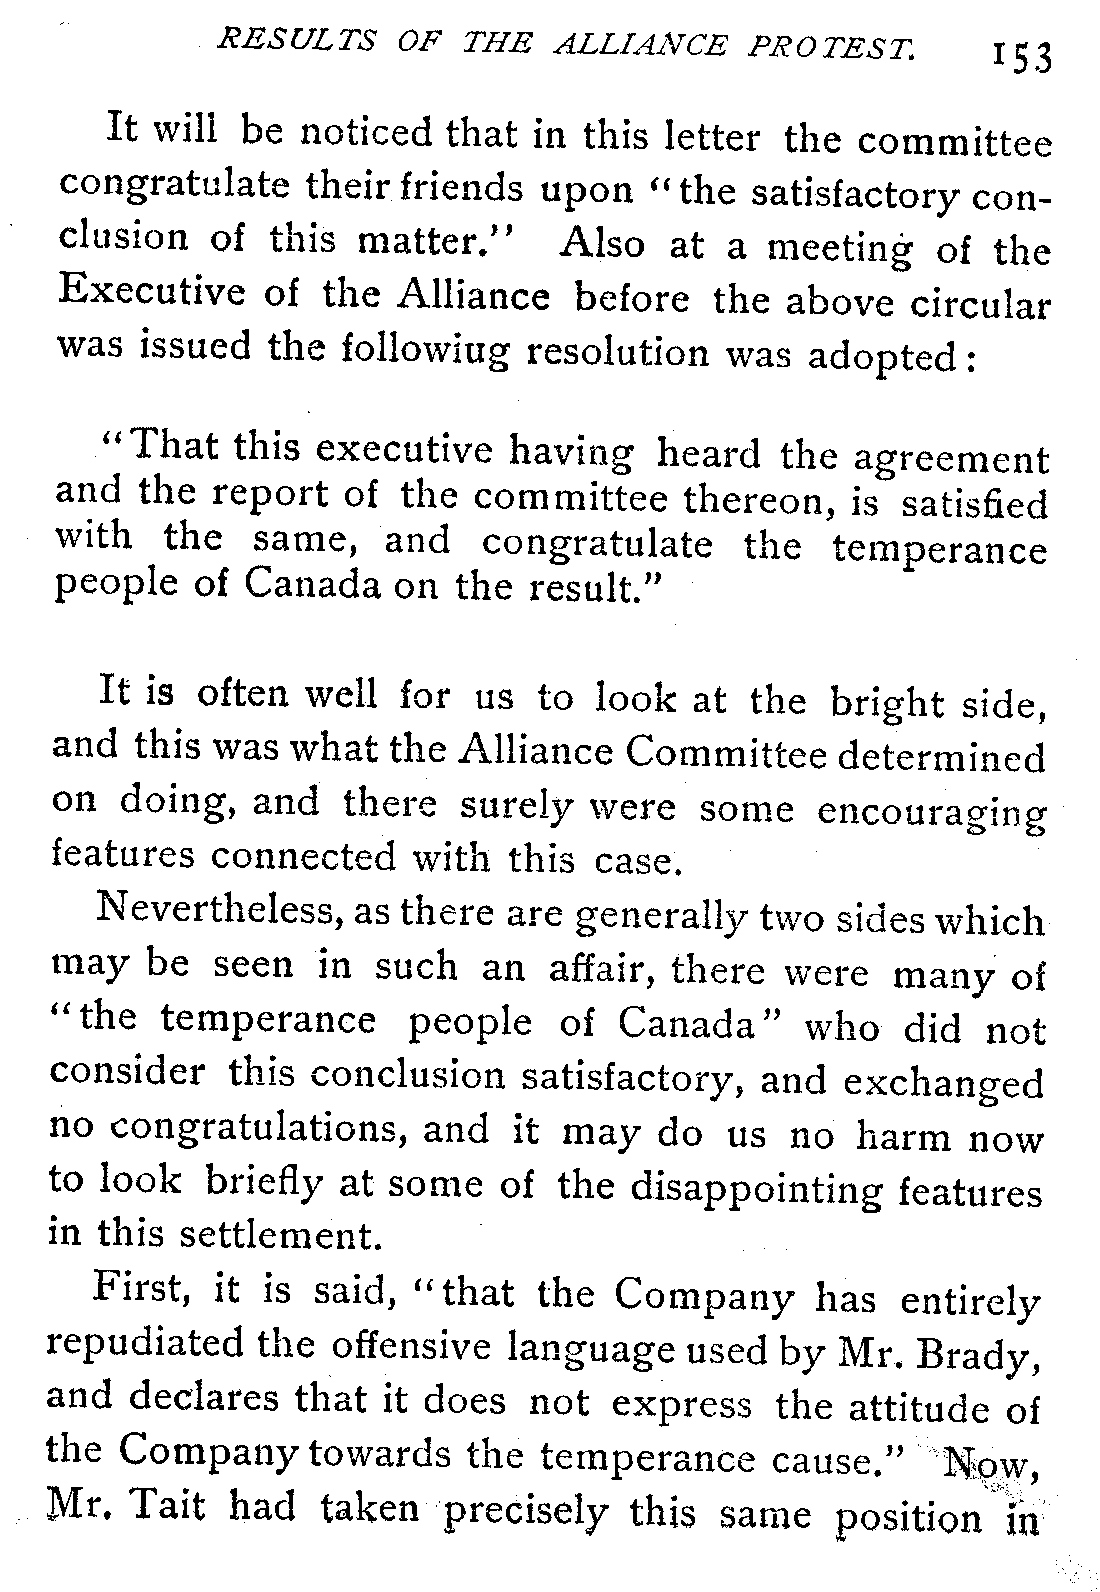 RESULTS OF THE ALLIANCE PROTEST. 153
It will be noticed that in this letter the committee
congratulate their friends upon "the satisfactory con-
clusion of this matter." Also at a meeting of the
Executive of the Alliance before the above circular
was issued the followiug resolution was adopted:
"That this executive having heard the agreement
and the report of the committee thereon, is satisfied
with the same, and congratulate the temperance
people of Canada on the result."
It is often well for us to look at the bright side,
and this was what the Alliance Committee determined
on doing, and there surely were some encouraging
features connected with this case.
Nevertheless, as there are generally two sides which
may be seen in such an affair, there were many of
"the temperance people of Canada" who did not
consider this conclusion satisfactory, and exchanged
no congratulations, and it may do us no harm now
to look briefly at some of the disappointing features
in this settlement.
First, it is said, "that the Company has entirely
repudiated the offensive language used by Mr. Brady,
and declares that it does not express the attitude of
the Company towards the temperance cause." Now,
Mr. Tait had taken precisely this same position in